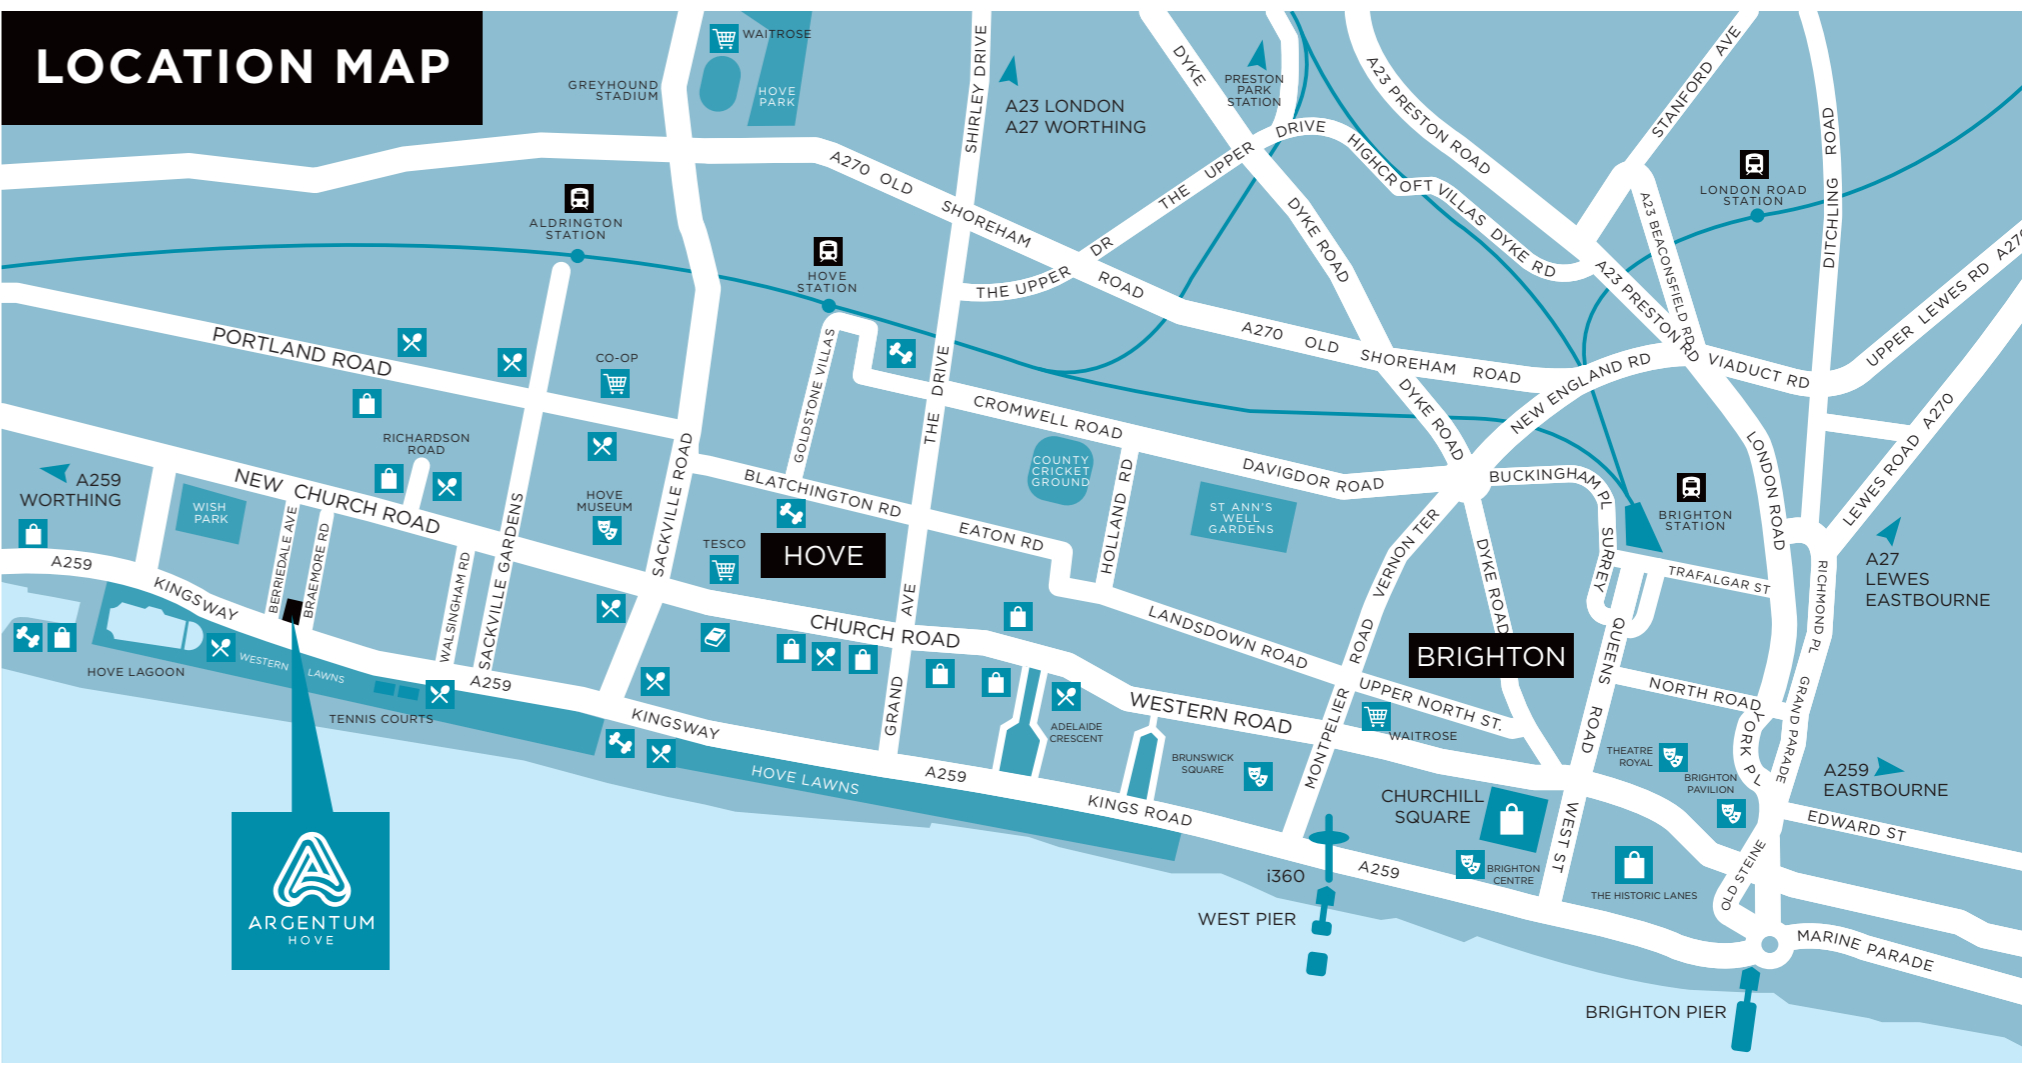 LOCATION MAP
WAITROSE
GREYHOUND
STADIUM
HOVE
PARK
SHIRLEY DRIVE
A23 LONDON
A27 WORTHING
DYKE
PRESTON
PARK
STATION
A23 PRESTON ROAD
STANFORD AVE
DITCHLING ROAD
LONDON ROAD
STATION
THE UPPER DRIVE
HIGHCROFT VILLAS
DYKE RD
A23 BEACONSFIELD RD
A270 OLD SHOREHAM ROAD
ALDRINGTON
STATION
HOVE
STATION
THE UPPER DR
DYKE ROAD
A23 PRESTON RD
UPPER LEWES RD A270
A270 OLD SHOREHAM ROAD
NEW ENGLAND RD
VIADUCT RD
PORTLAND ROAD
CO-OP
GOLDSTONE VILLAS
THE DRIVE
CROMWELL ROAD
DYKE ROAD
LEWES ROAD A270
RICHARDSON
ROAD
COUNTY
CRICKET
GROUND
HOLLAND RD
DAVIGDOR ROAD
BUCKINGHAM PL
LONDON ROAD
A259
WORTHING
NEW CHURCH ROAD
WISH
PARK
HOVE
MUSEUM
SACKVILLE ROAD
BLATCHINGTON RD
EATON RD
ST ANN'S
WELL
GARDENS
BRIGHTON
STATION
BERRIEDALE AVE
BRAEMORE RD
WALSINGHAM RD
SACKVILLE GARDENS
TESCO
HOVE
VERNON TER
DYKE ROAD
SURREY
TRAFALGAR ST
RICHMOND PL
A27
LEWES
EASTBOURNE
A259
KINGSWAY
CHURCH ROAD
GRAND AVE
LANDSDOWN ROAD
BRIGHTON
QUEENS ROAD
HOVE LAGOON
WESTERN LAWNS
TENNIS COURTS
A259
KINGSWAY
ADELAIDE
CRESCENT
WESTERN ROAD
MONTPELIER ROAD
UPPER NORTH ST.
WAITROSE
NORTH ROAD
YORK PL
GRAND PARADE
HOVE LAWNS
A259
BRUNSWICK
SQUARE
THEATRE
ROYAL
BRIGHTON
PAVILION
A259
EASTBOURNE
KINGS ROAD
CHURCHILL
SQUARE
WEST ST
EDWARD ST
i360
A259
BRIGHTON
CENTRE
THE HISTORIC LANES
OLD STEINE
WEST PIER
MARINE PARADE
BRIGHTON PIER
ARGENTUM
HOVE